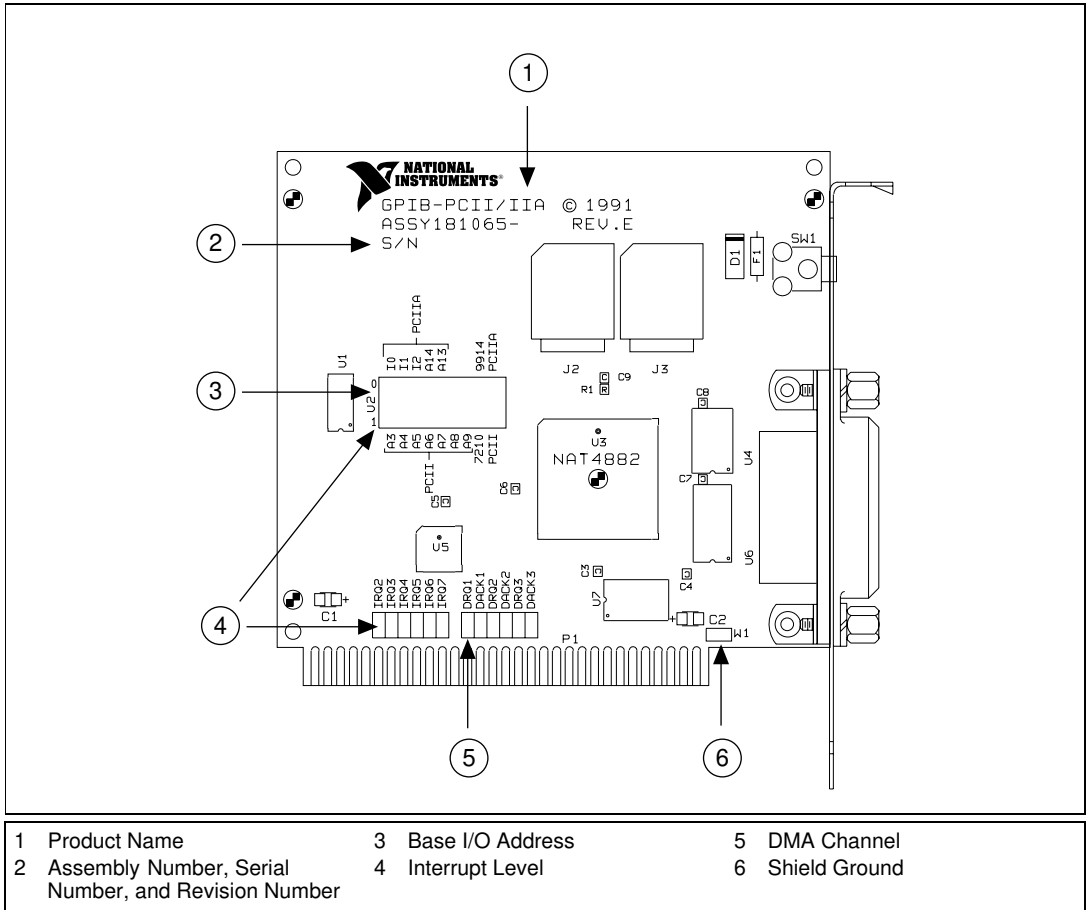 1
NATIONAL
INSTRUMENTS®
GPIB-PCII/IIA © 1991
ASSY181065- REV.E
2
S/N
SW1
D1
F1
PCIIA
I0
I1
I2
A14
A13
9914
PCIIA
U1
J2
J3
C9
R1
C
R
3
0
U2
1
A3
A4
A5
A6
A7
A8
A9
7210
PCII
PCII
C8
C
U3
NAT4882
U4
C7
C
C6
C
C5
C
U5
U6
IRQ2
IRQ3
IRQ4
IRQ5
IRQ6
IRQ7
DRQ1
DACK1
DRQ2
DACK2
DRQ3
DACK3
C3
C
C4
C
U7
4
+
C1
+
C2
P1
W1
5
6
1 Product Name
2 Assembly Number, Serial
Number, and Revision Number
3 Base I/O Address
4 Interrupt Level
5 DMA Channel
6 Shield Ground